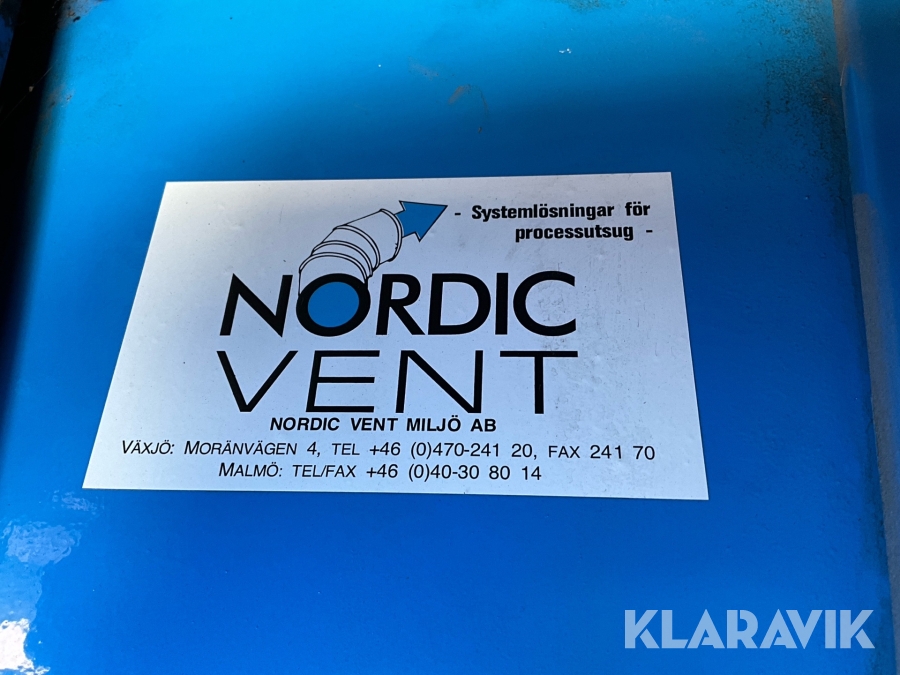 - Systemlösningar för
processutsug -
NORDIC
VENT
NORDIC VENT MILJÖ AB
VÄXJÖ: MORÄNVÄGEN 4, TEL +46 (0)470-241 20, FAX 241 70
MALMÖ: TEL/FAX +46 (0)40-30 80 14
KLARAVIK